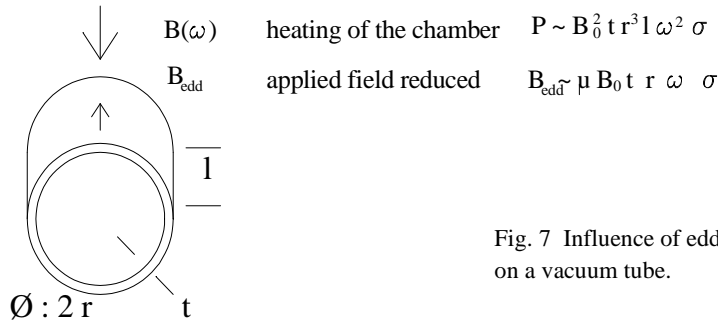 B(ω) heating of the chamber P ~ B₀² t r³ l ω² σ
B_edd applied field reduced B_edd ~ µ B₀ t r ω σ
l
Fig. 7 Influence of edd
on a vacuum tube.
Ø : 2 r t